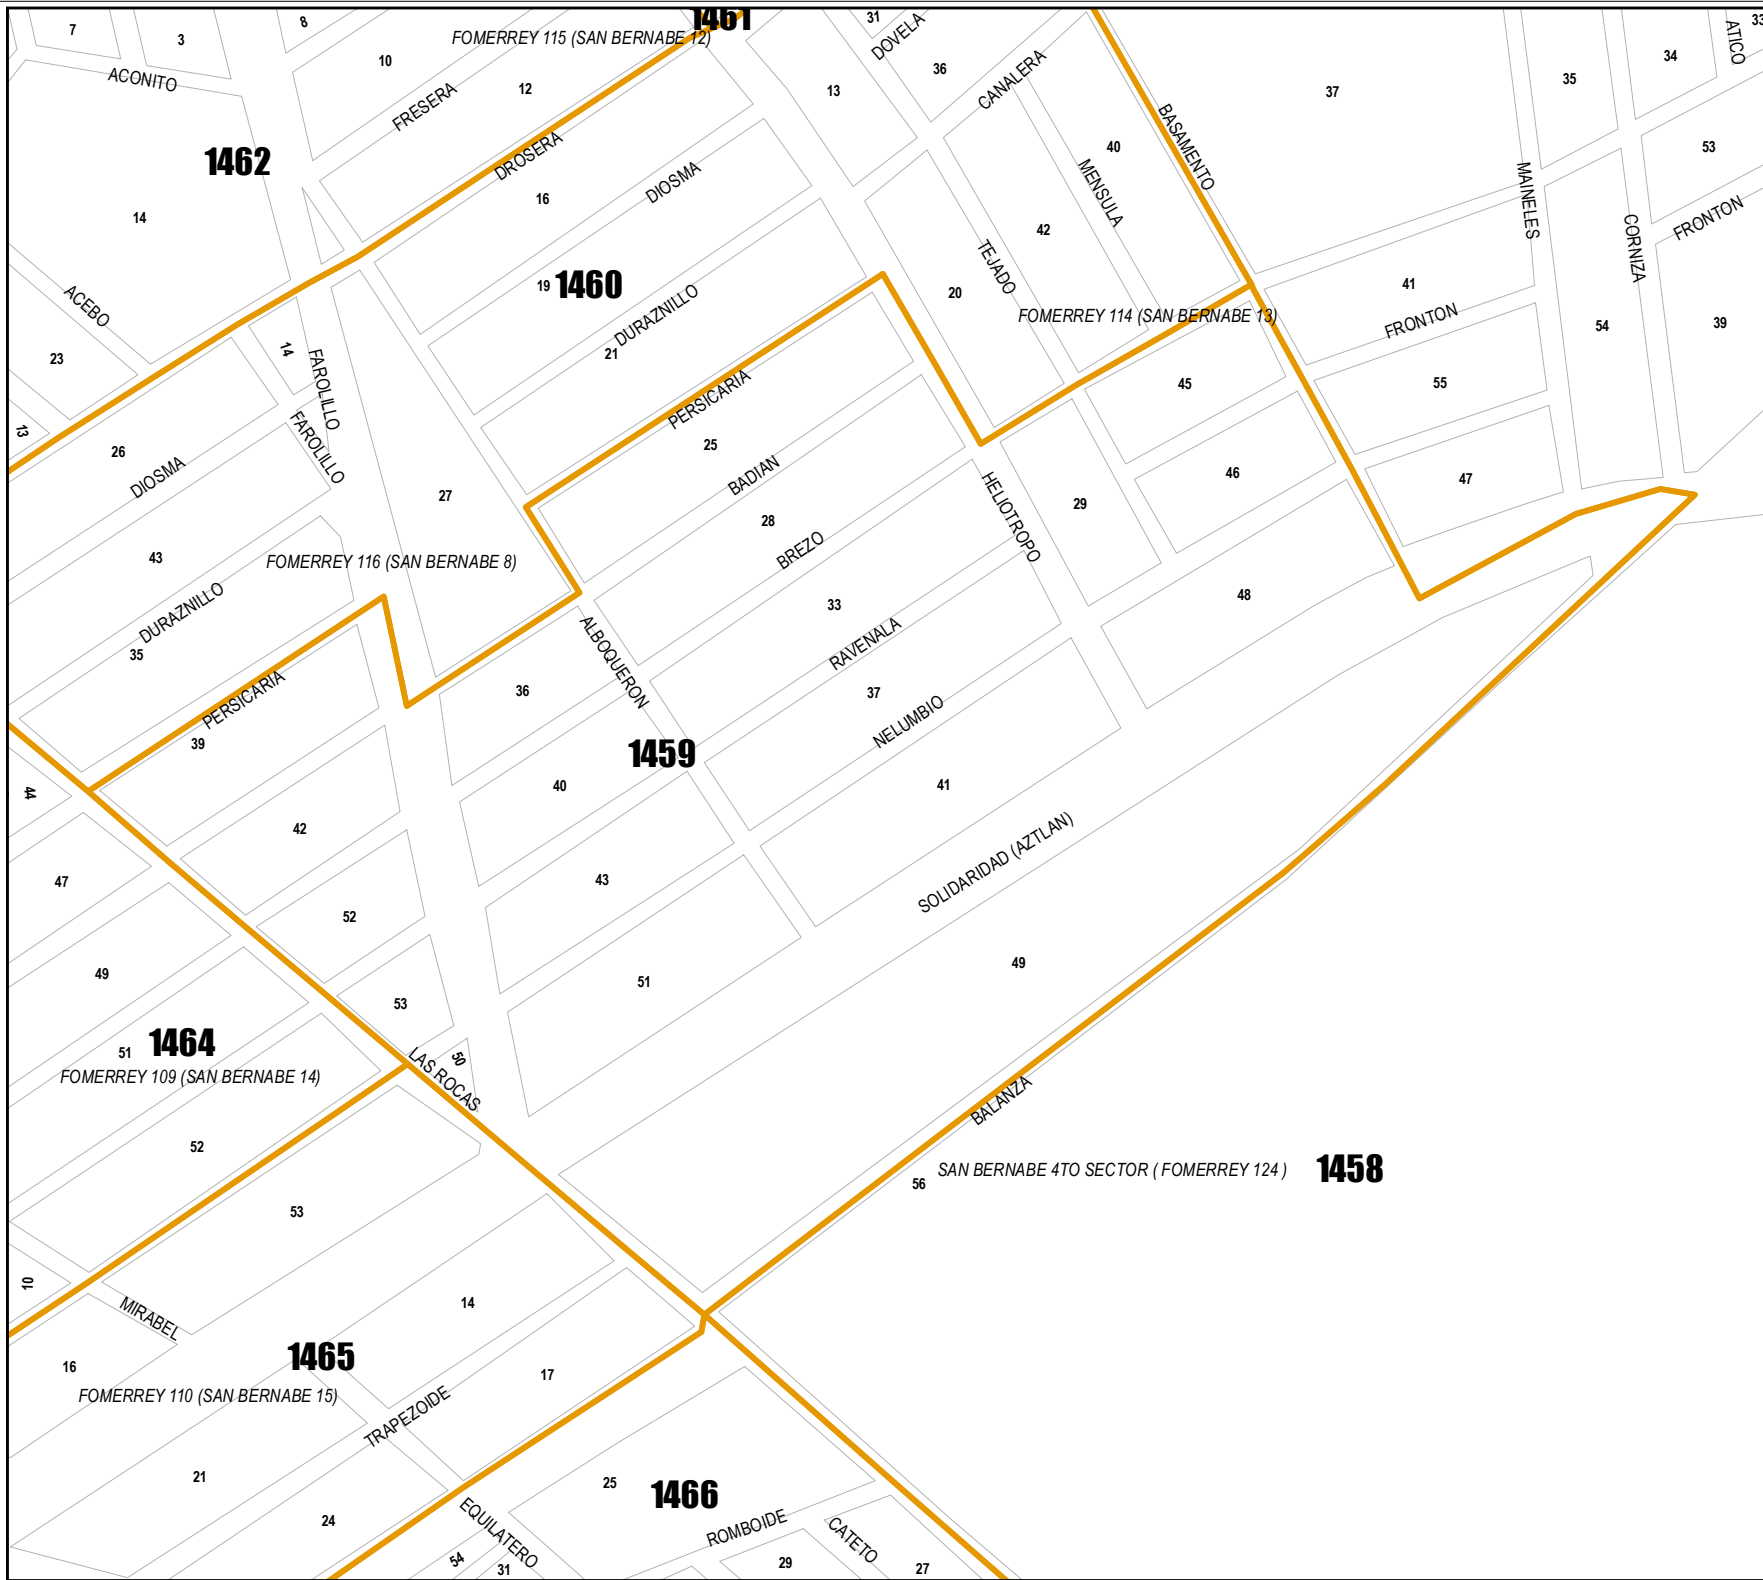 1461
7
3
8
31
33
FOMERREY 115 (SAN BERNABE 12)
DOVELA
ATICO
10
36
34
ACONITO
FRESERA
12
13
CANALERA
37
35
1462
DROSERA
40
BASAMENTO
53
16
DIOSMA
MENSULA
MAINELES
14
42
CORNIZA
FRONTON
TEJADO
19
1460
DURAZNILLO
20
41
ACEBO
FOMERREY 114 (SAN BERNABE 13)
FRONTON
54
39
23
14
FAROLILLO
21
PERSICARIA
45
55
13
26
FAROLILLO
25
DIOSMA
BADIAN
46
47
27
28
HELIOTROPO
29
43
FOMERREY 116 (SAN BERNABE 8)
BREZO
DURAZNILLO
33
48
35
ALBOQUERON
RAVENALA
PERSICARIA
36
37
39
1459
NELUMBIO
44
40
41
42
47
43
SOLIDARIDAD (AZTLAN)
52
49
51
49
53
1464
51
50
LAS ROCAS
FOMERREY 109 (SAN BERNABE 14)
BALANZA
52
SAN BERNABE 4TO SECTOR ( FOMERREY 124 )
1458
56
53
10
MIRABEL
14
1465
16
17
FOMERREY 110 (SAN BERNABE 15)
TRAPEZOIDE
21
25
1466
24
EQUILATERO
ROMBOIDE
CATETO
54
31
29
27